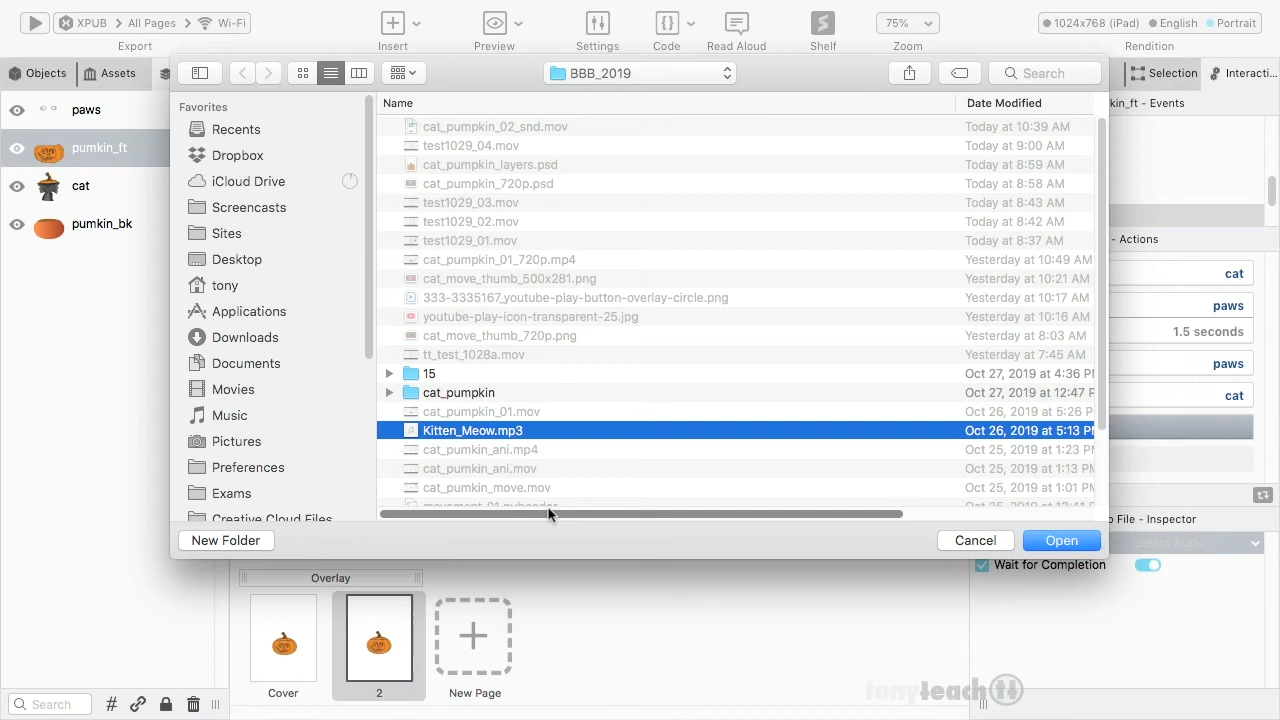 XPUB > All Pages > Wi-Fi
Export
Insert
Preview
Settings
Code
Read Aloud
Shelf
75%
Zoom
1024x768 (iPad) English Portrait
Rendition
Objects
Assets
paws
pumkin_ft
cat
pumkin_bk
BBB_2019
Search
Favorites
Recents
Dropbox
iCloud Drive
Screencasts
Sites
Desktop
tony
Applications
Downloads
Documents
Movies
Music
Pictures
Preferences
Exams
Creative Cloud Files
Name Date Modified
cat_pumpkin_02_snd.mov Today at 10:39 AM
test1029_04.mov Today at 9:00 AM
cat_pumpkin_layers.psd Today at 8:59 AM
cat_pumpkin_720p.psd Today at 8:58 AM
test1029_03.mov Today at 8:43 AM
test1029_02.mov Today at 8:42 AM
test1029_01.mov Today at 8:37 AM
cat_pumpkin_01_720p.mp4 Yesterday at 10:49 AM
cat_move_thumb_500x281.png Yesterday at 10:21 AM
333-3335167_youtube-play-button-overlay-circle.png Yesterday at 10:17 AM
youtube-play-icon-transparent-25.jpg Yesterday at 10:16 AM
cat_move_thumb_720p.png Yesterday at 8:03 AM
tt_test_1028a.mov Yesterday at 7:45 AM
15 Oct 27, 2019 at 4:36 P
cat_pumpkin Oct 27, 2019 at 12:47 P
cat_pumpkin_01.mov Oct 26, 2019 at 5:26 P
Kitten_Meow.mp3 Oct 26, 2019 at 5:13 P
cat_pumkin_ani.mp4 Oct 25, 2019 at 1:23 P
cat_pumkin_ani.mov Oct 25, 2019 at 1:13 P
cat_pumkin_move.mov Oct 25, 2019 at 1:01 P
New Folder
Cancel
Open
Selection
Interacti...
kin_ft - Events
- Actions
cat
paws
1.5 seconds
paws
cat
o File - Inspector
Select Audio
Wait for Completion
Overlay
Cover
2
New Page
Search
tonyteach tt